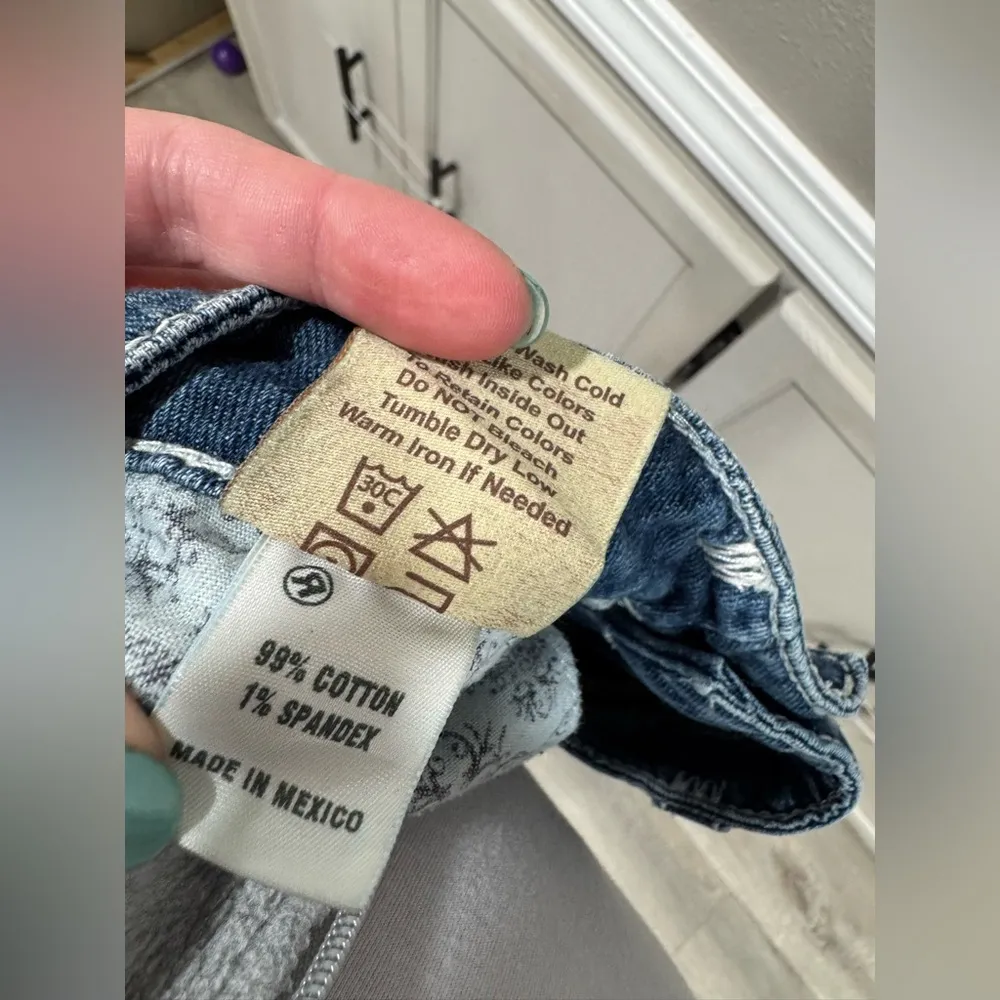 Wash Cold
Like Colors
Wash Inside Out
To Retain Colors
Do NOT Bleach
Tumble Dry Low
Warm Iron If Needed
30C
99% COTTON
1% SPANDEX
MADE IN MEXICO